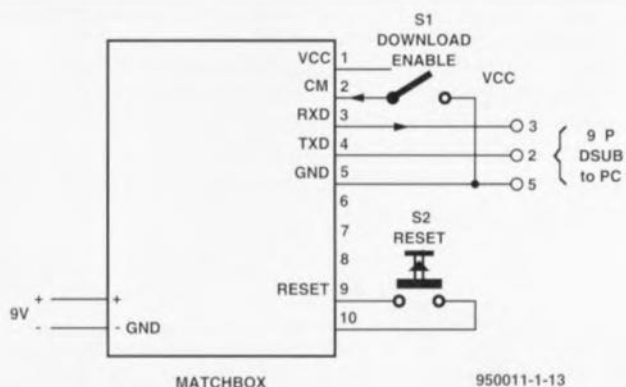 S1
DOWNLOAD
ENABLE
VCC 1
VCC
CM 2
RXD 3
3
TXD 4
2
GND 5
5
9 P
DSUB
to PC
6
7
8
S2
RESET
RESET 9
10
9V + +
- - GND
MATCHBOX
950011-1-13